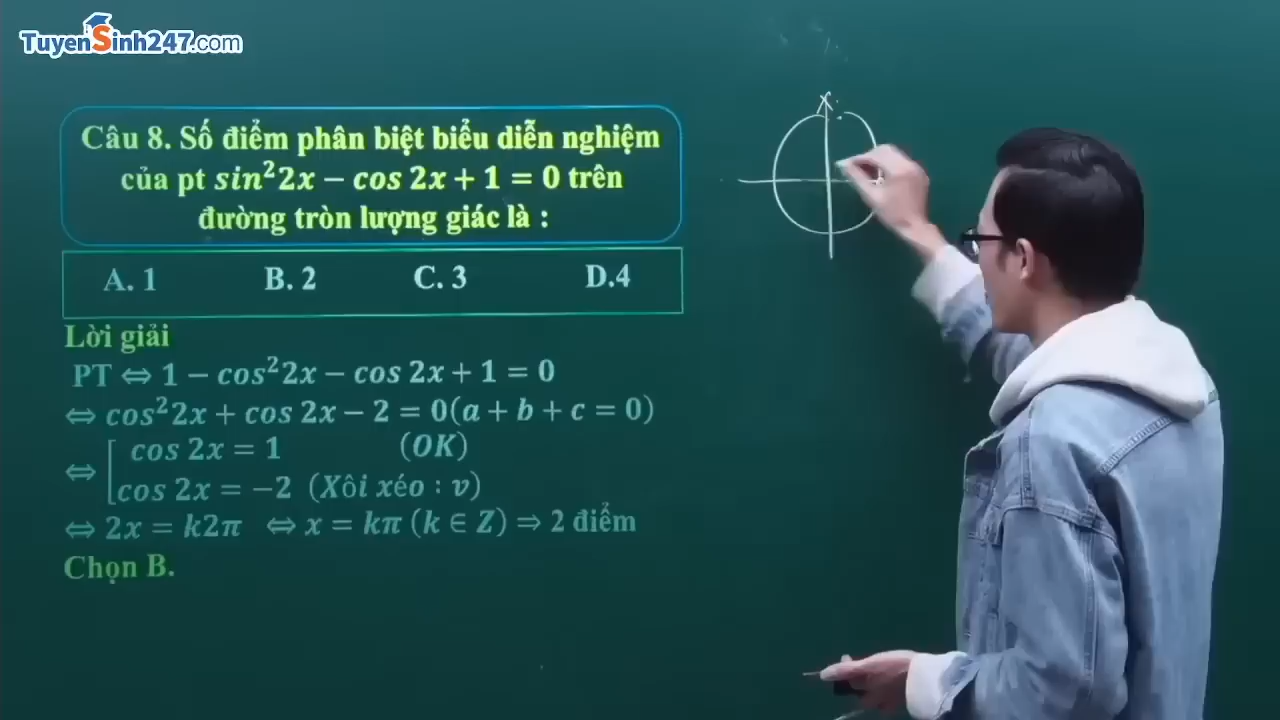 TuyenSinh247.com
Câu 8. Số điểm phân biệt biểu diễn nghiệm
của pt sin²2x − cos 2x + 1 = 0 trên
đường tròn lượng giác là :
A. 1 B. 2 C. 3 D.4
Lời giải
PT ⇔ 1 − cos²2x − cos 2x + 1 = 0
⇔ cos²2x + cos 2x − 2 = 0(a + b + c = 0)
⇔ [ cos 2x = 1 (OK)
cos 2x = −2 (Xôi xéo : v)
⇔ 2x = k2π ⇔ x = kπ (k ∈ Z) ⇒ 2 điểm
Chọn B.